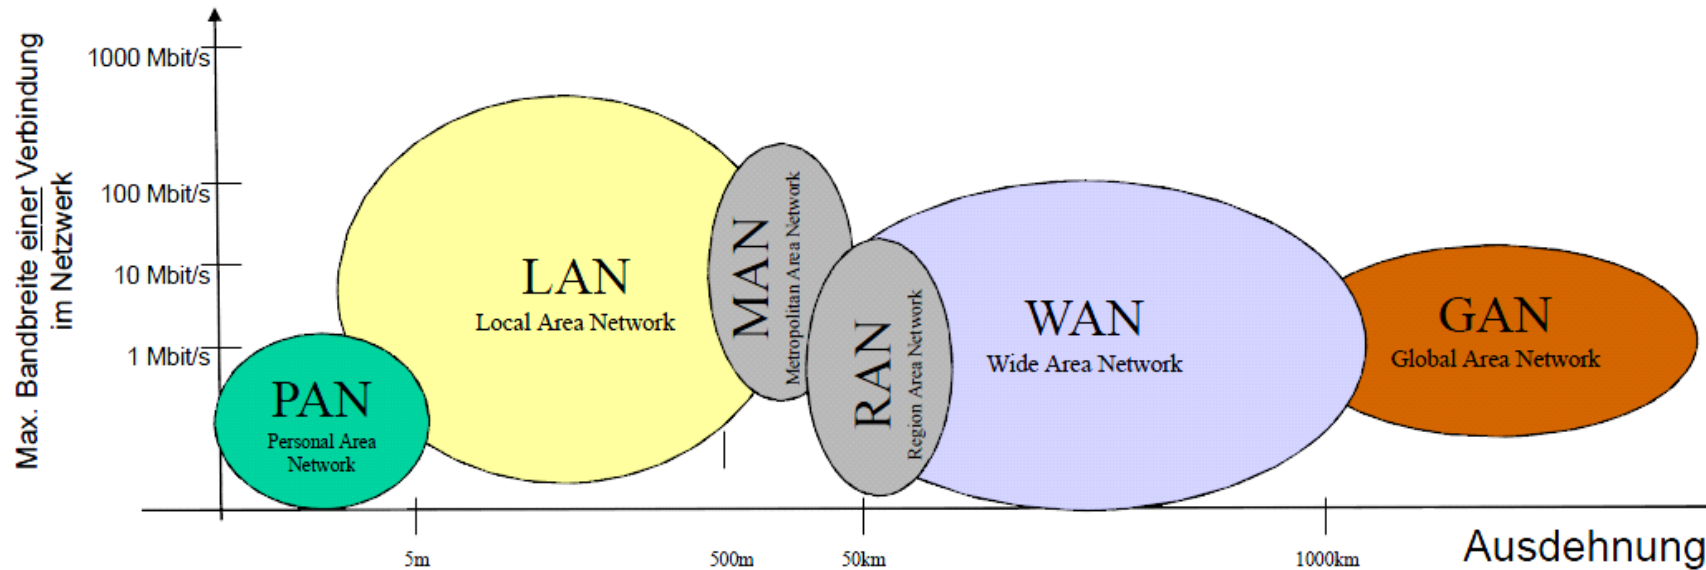 Max. Bandbreite einer Verbindung
im Netzwerk
1000 Mbit/s
100 Mbit/s
10 Mbit/s
1 Mbit/s
PAN
Personal Area
Network
LAN
Local Area Network
MAN
Metropolitan Area Network
RAN
Region Area Network
WAN
Wide Area Network
GAN
Global Area Network
5m
500m
50km
1000km
Ausdehnung